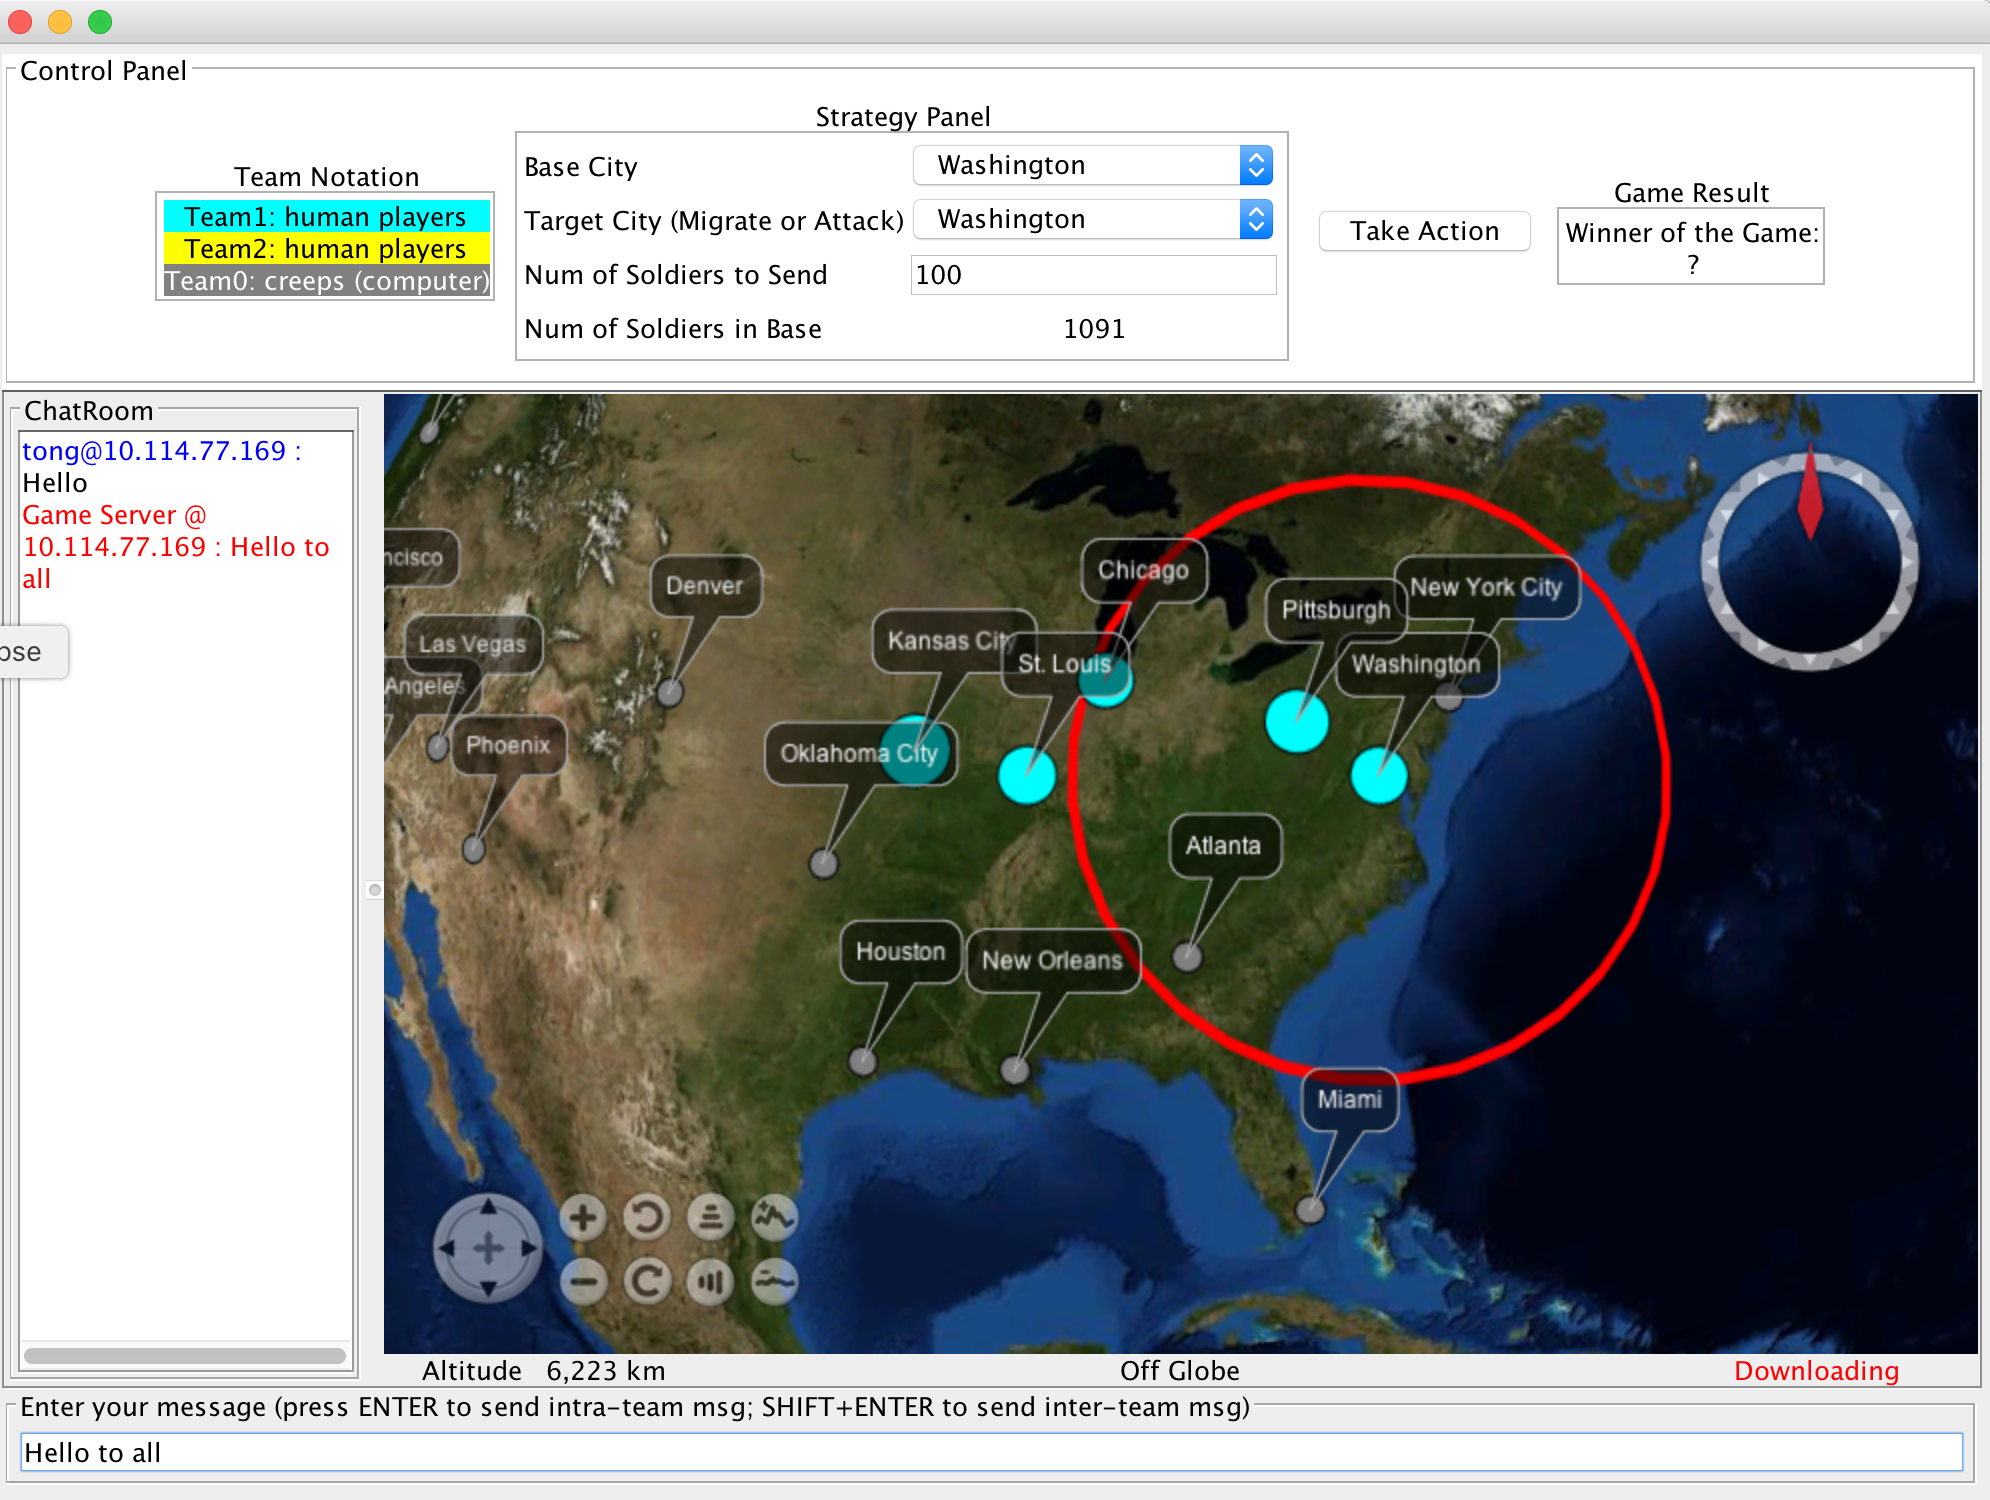 Control Panel
Strategy Panel
Team Notation
Team1: human players
Team2: human players
Team0: creeps (computer)
Base City
Washington
Target City (Migrate or Attack)
Washington
Num of Soldiers to Send
100
Num of Soldiers in Base
1091
Take Action
Game Result
Winner of the Game:
?
ChatRoom
tong@10.114.77.169 :
Hello
Game Server @
10.114.77.169 : Hello to
all
ose
ncisco
Las Vegas
Angeles
Phoenix
Denver
Kansas City
Oklahoma City
St. Louis
Chicago
Pittsburgh
New York City
Washington
Atlanta
Houston
New Orleans
Miami
Altitude 6,223 km
Off Globe
Downloading
Enter your message (press ENTER to send intra-team msg; SHIFT+ENTER to send inter-team msg)
Hello to all